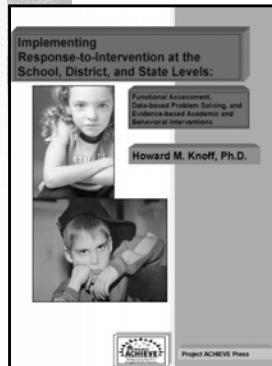 Implementing
Response-to-Intervention at the
School, District, and State Levels:
Functional Assessment,
Data-based Problem Solving, and
Evidence-based Academic and
Behavioral Interventions
Howard M. Knoff, Ph.D.
ACHIEVE
Project ACHIEVE Press